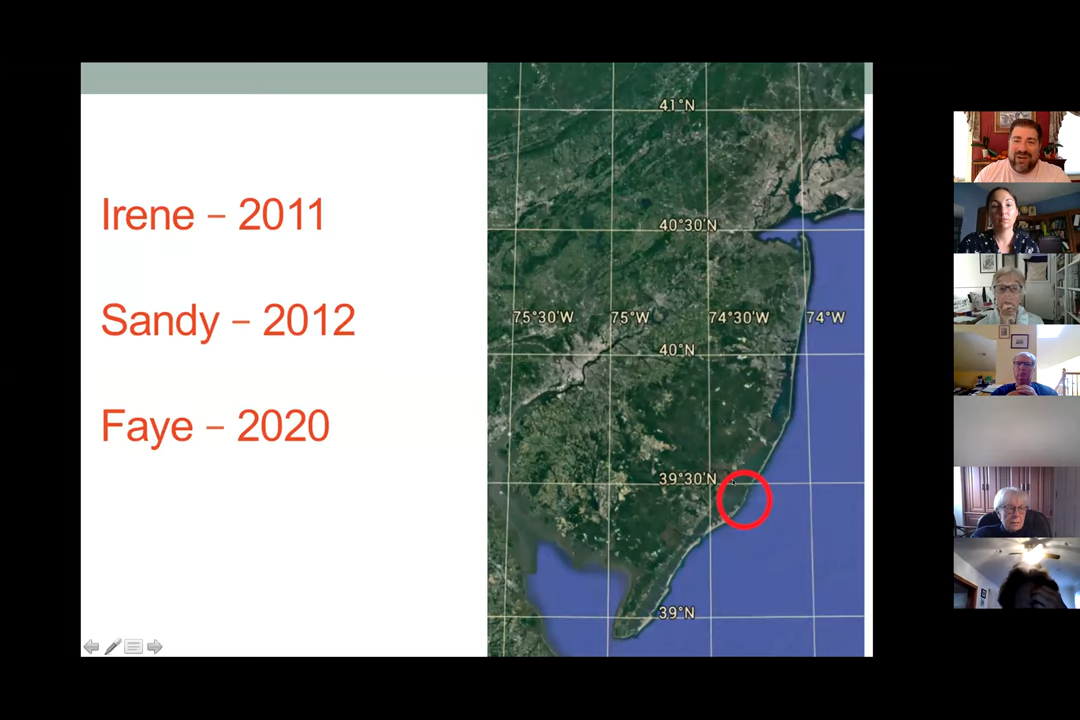 Irene – 2011
Sandy – 2012
Faye – 2020
41°N
40°30'N
75°30'W 75°W 74°30'W 74°W
40°N
39°30'N
39°N